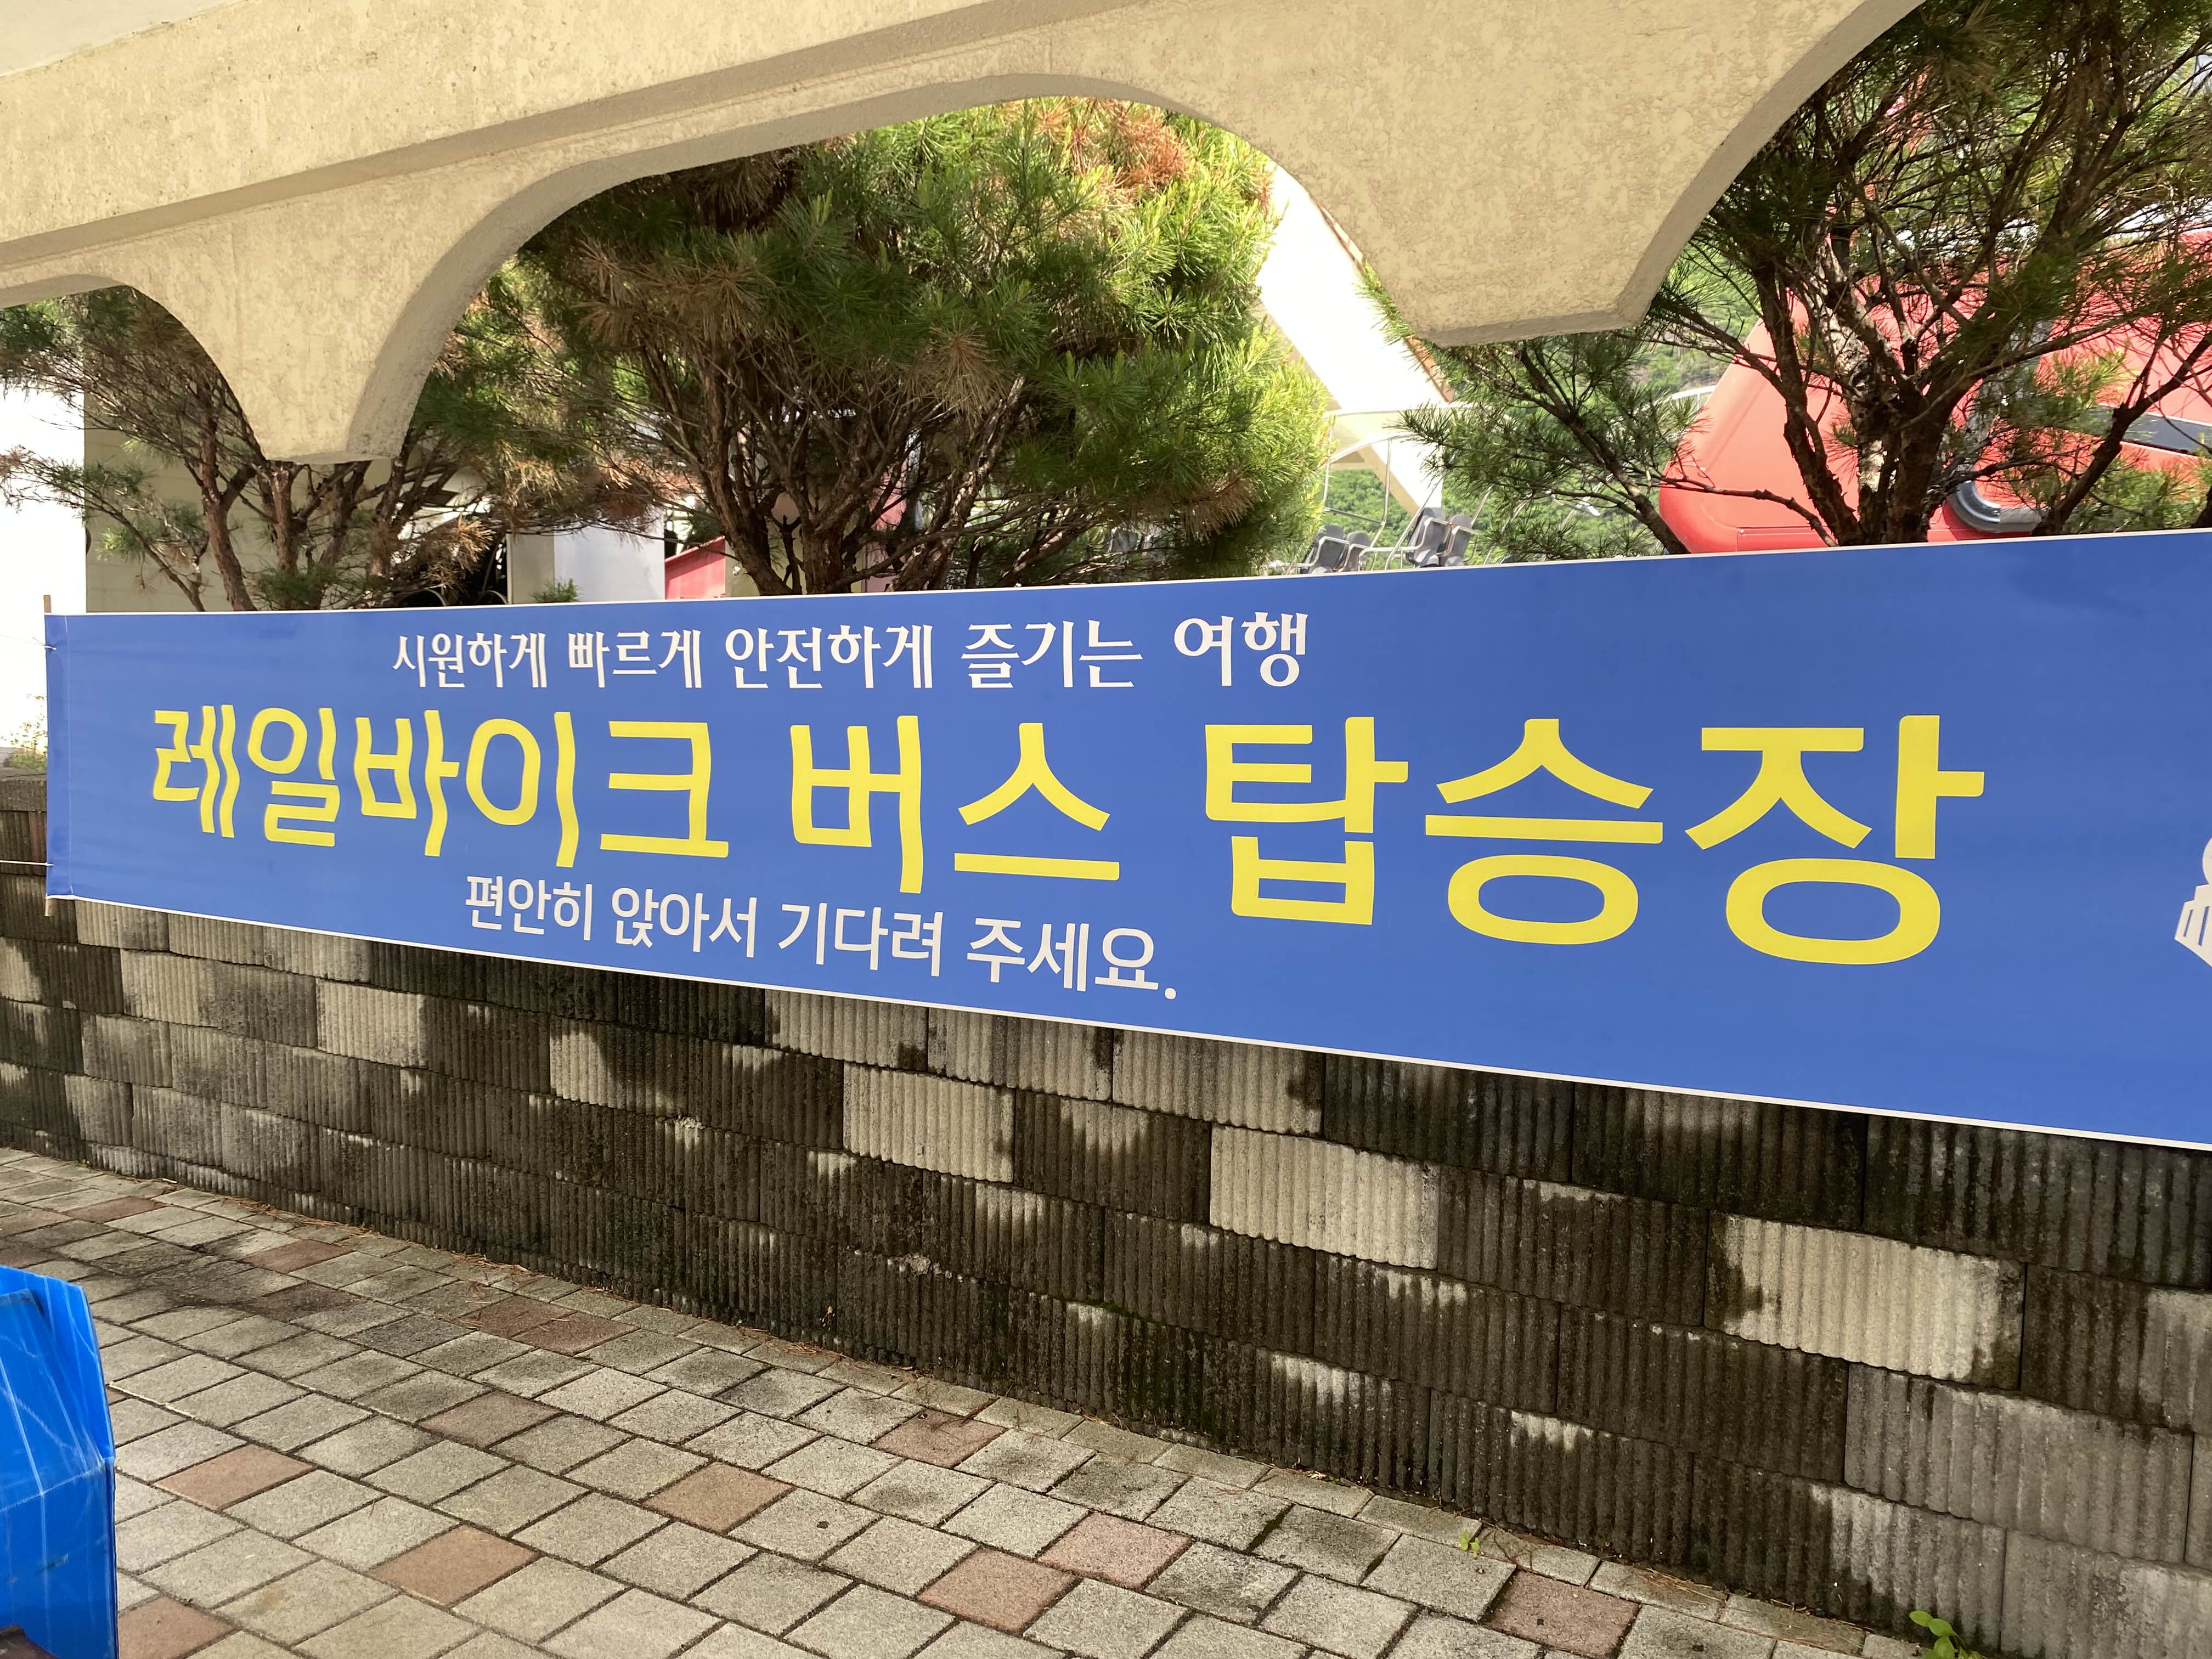 시원하게 빠르게 안전하게 즐기는 여행
레일바이크 버스 탑승장
편안히 앉아서 기다려 주세요.